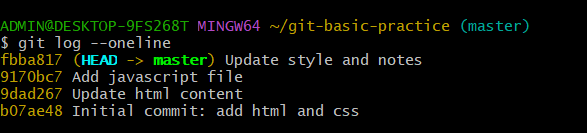 ADMIN@DESKTOP-9FS268T MINGW64 ~/git-basic-practice (master)
$ git log --oneline
fbba817 (HEAD -> master) Update style and notes
9170bc7 Add javascript file
9dad267 Update html content
b07ae48 Initial commit: add html and css